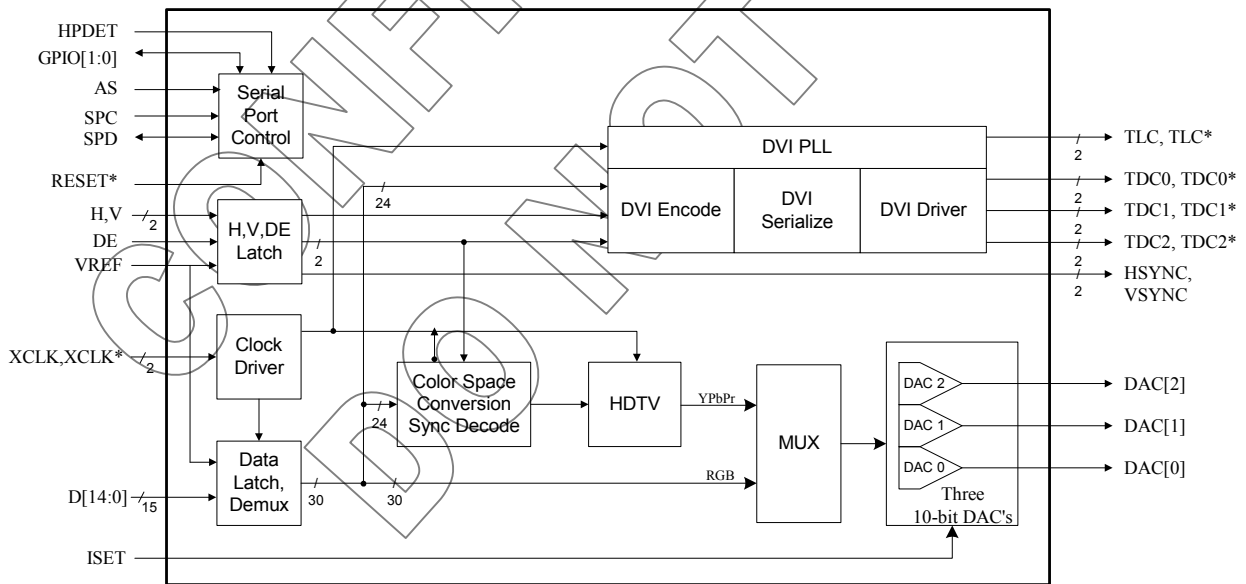 HPDET
GPIO[1:0]
AS
SPC
SPD
RESET*
H,V
2
DE
VREF
XCLK,XCLK*
2
D[14:0]
15
ISET
Serial
Port
Control
H,V,DE
Latch
2
Clock
Driver
Data
Latch,
Demux
30
30
24
24
Color Space
Conversion
Sync Decode
HDTV
YPbPr
RGB
MUX
DVI PLL
DVI Encode
DVI
Serialize
DVI Driver
DAC 2
DAC 1
DAC 0
Three
10-bit DAC's
TLC, TLC*
2
TDC0, TDC0*
2
TDC1, TDC1*
2
TDC2, TDC2*
2
HSYNC,
VSYNC
2
DAC[2]
DAC[1]
DAC[0]
DO NOT